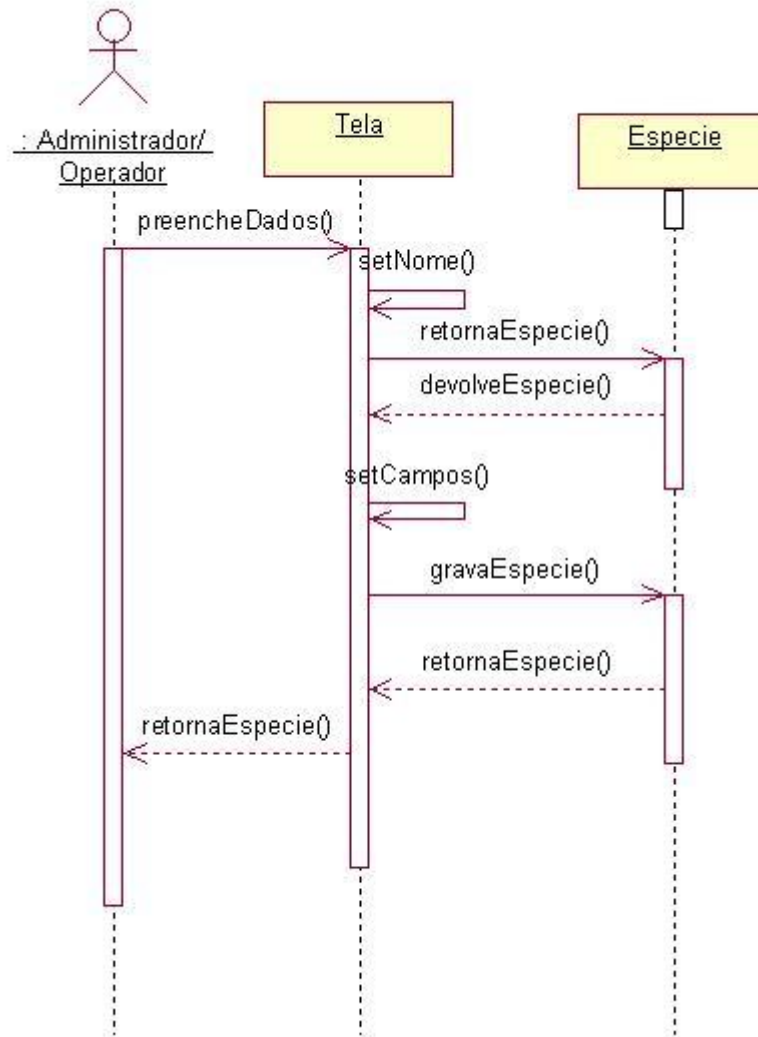 : Administrador/
Operador
Tela
Especie
preencheDados()
setNome()
retornaEspecie()
devolveEspecie()
setCampos()
gravaEspecie()
retornaEspecie()
retornaEspecie()